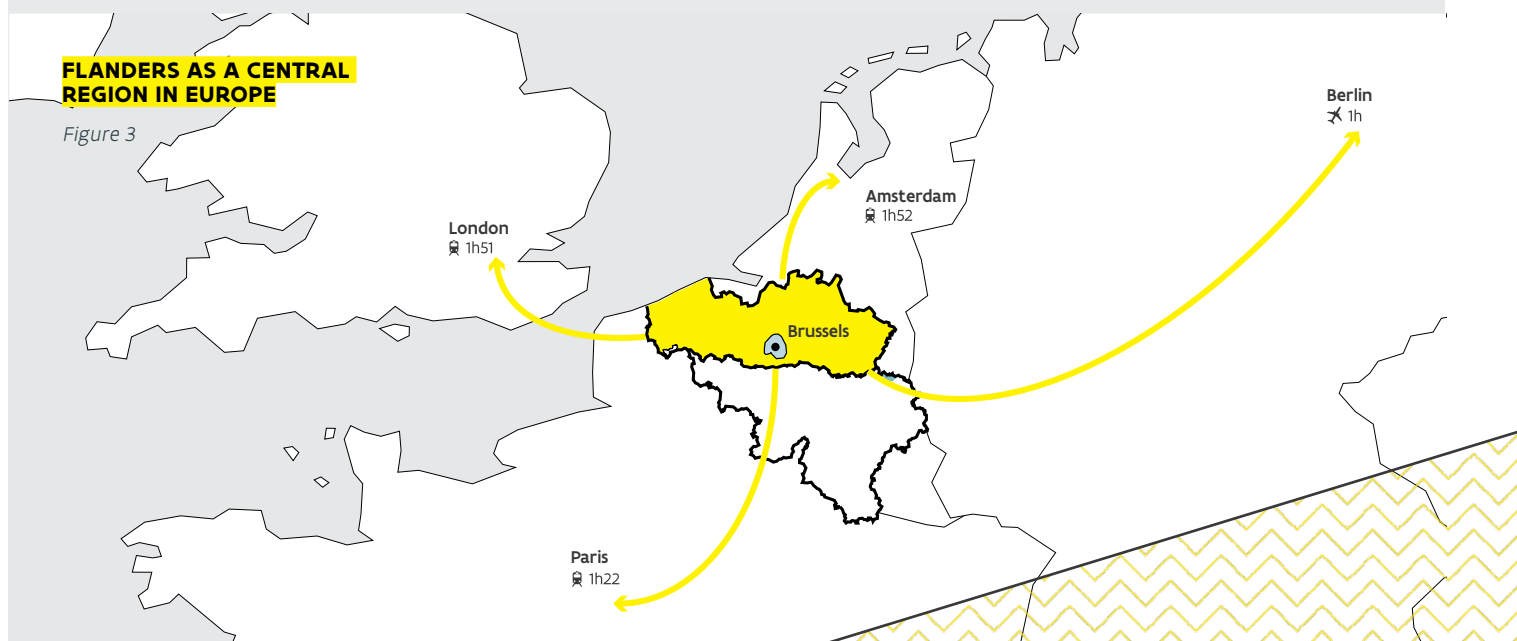 FLANDERS AS A CENTRAL
REGION IN EUROPE
Figure 3
Berlin
1h
Amsterdam
1h52
London
1h51
Brussels
Paris
1h22